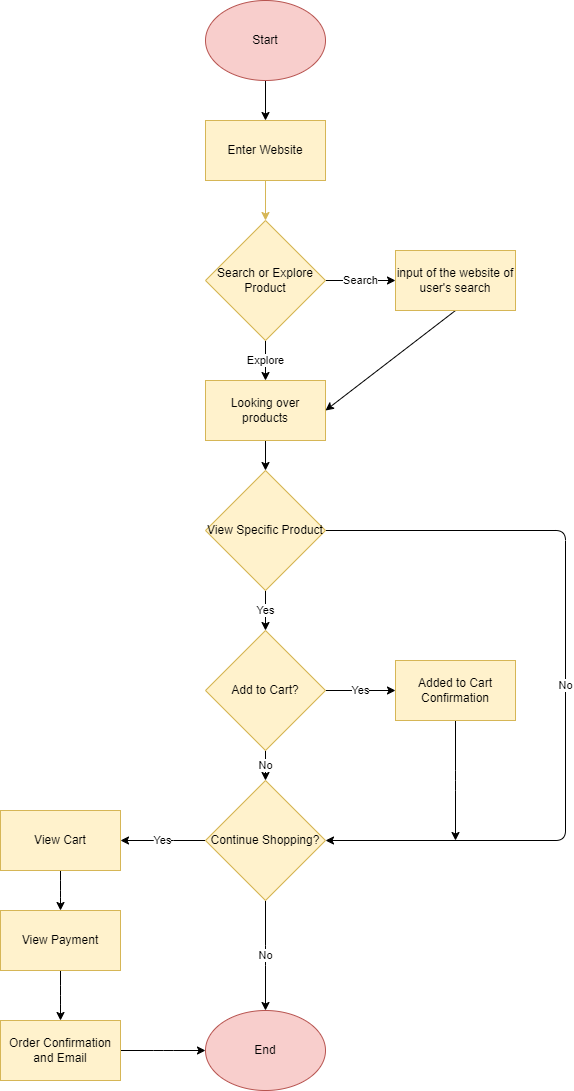 Start
Enter Website
Search or Explore
Product
Search
input of the website of
user's search
Explore
Looking over
products
View Specific Product
Yes
Add to Cart?
Yes
Added to Cart
Confirmation
No
No
Continue Shopping?
Yes
View Cart
View Payment
No
Order Confirmation
and Email
End